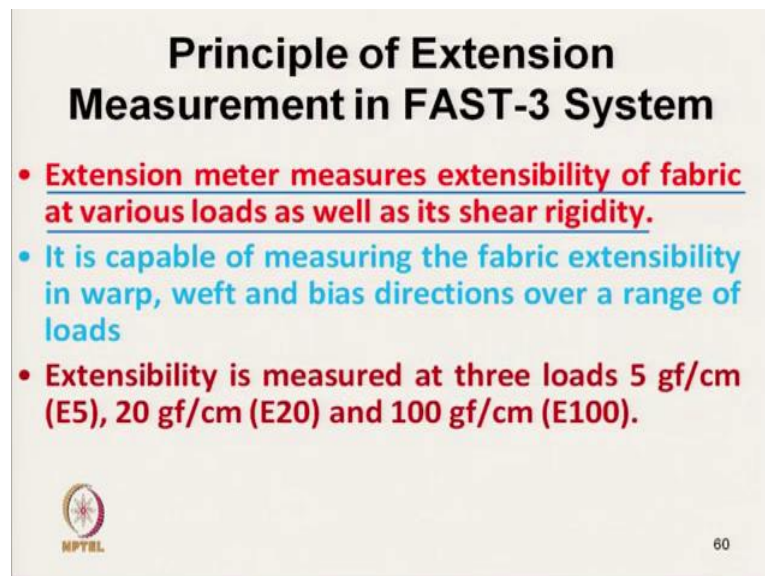 Principle of Extension
Measurement in FAST-3 System
• Extension meter measures extensibility of fabric
at various loads as well as its shear rigidity.
• It is capable of measuring the fabric extensibility
in warp, weft and bias directions over a range of
loads
• Extensibility is measured at three loads 5 gf/cm
(E5), 20 gf/cm (E20) and 100 gf/cm (E100).
NPTEL
60